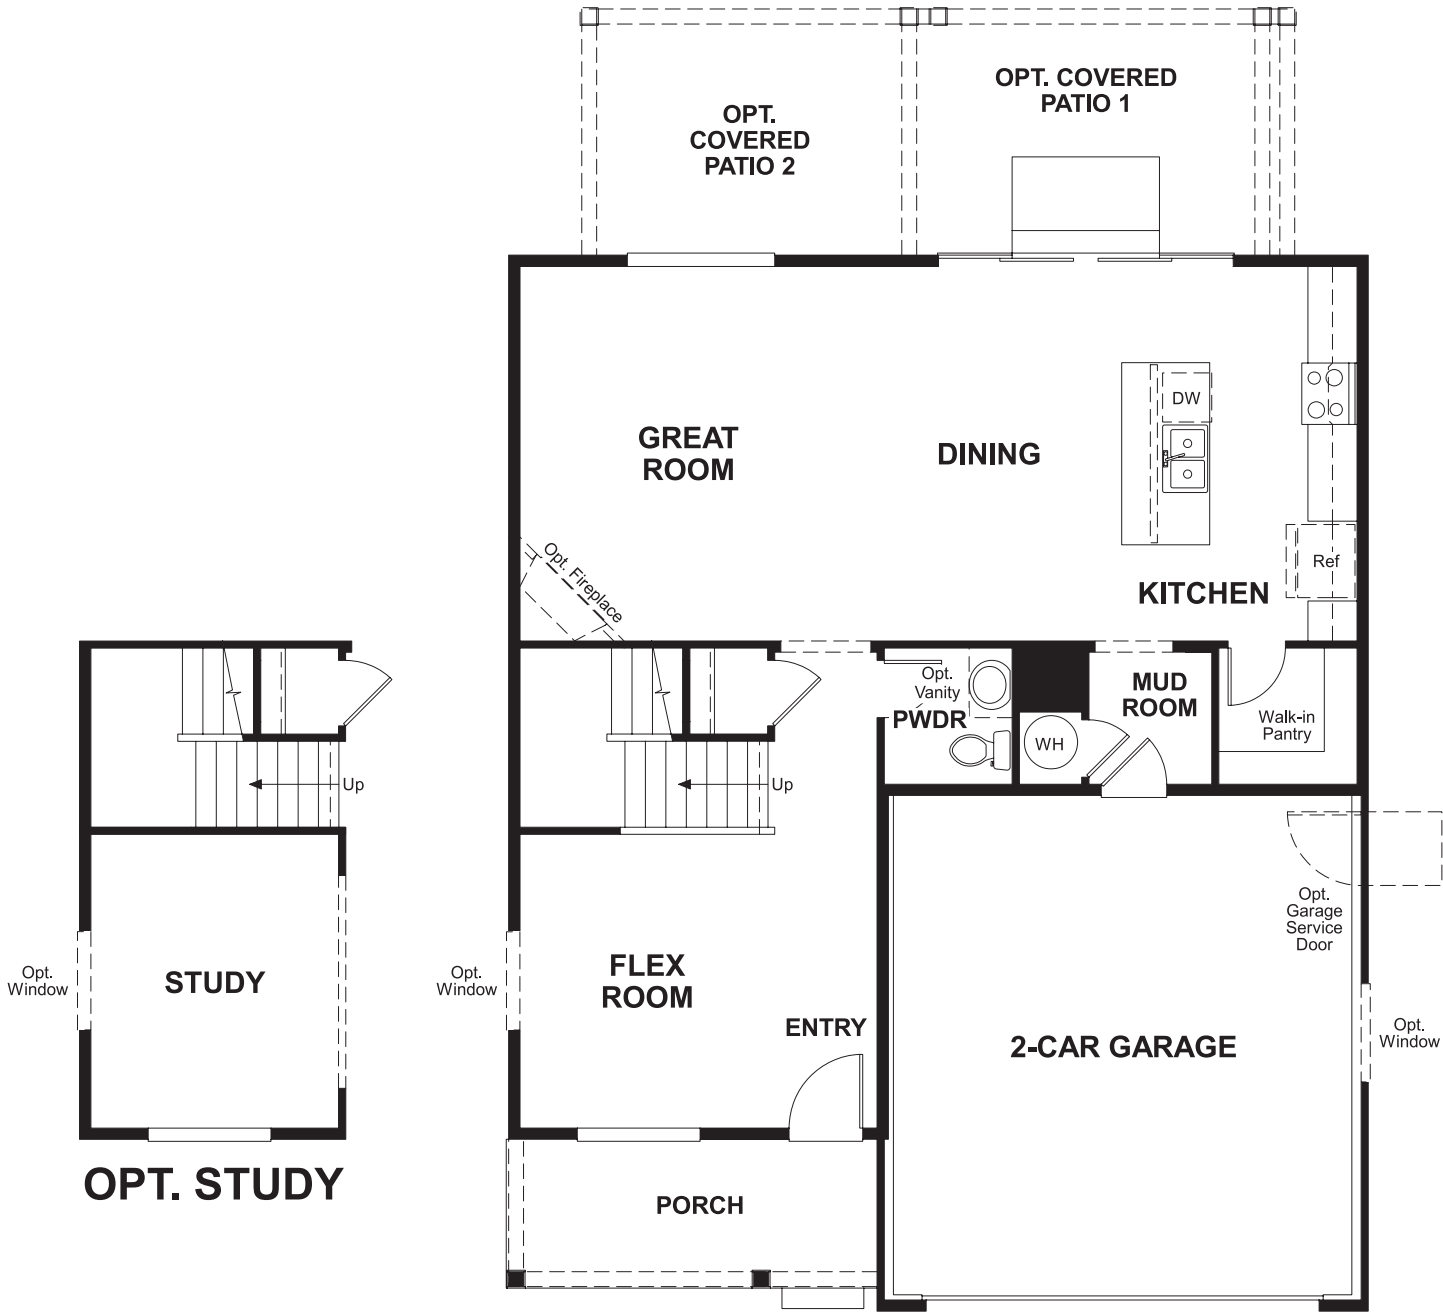 OPT. COVERED
PATIO 1
OPT.
COVERED
PATIO 2
DW
GREAT
ROOM
DINING
Opt. Fireplace
Ref
KITCHEN
Opt.
Vanity
PWDR
MUD
ROOM
WH
Walk-in
Pantry
Up
Up
Opt.
Garage
Service
Door
STUDY
Opt.
Window
Opt.
Window
FLEX
ROOM
ENTRY
2-CAR GARAGE
Opt.
Window
OPT. STUDY
PORCH